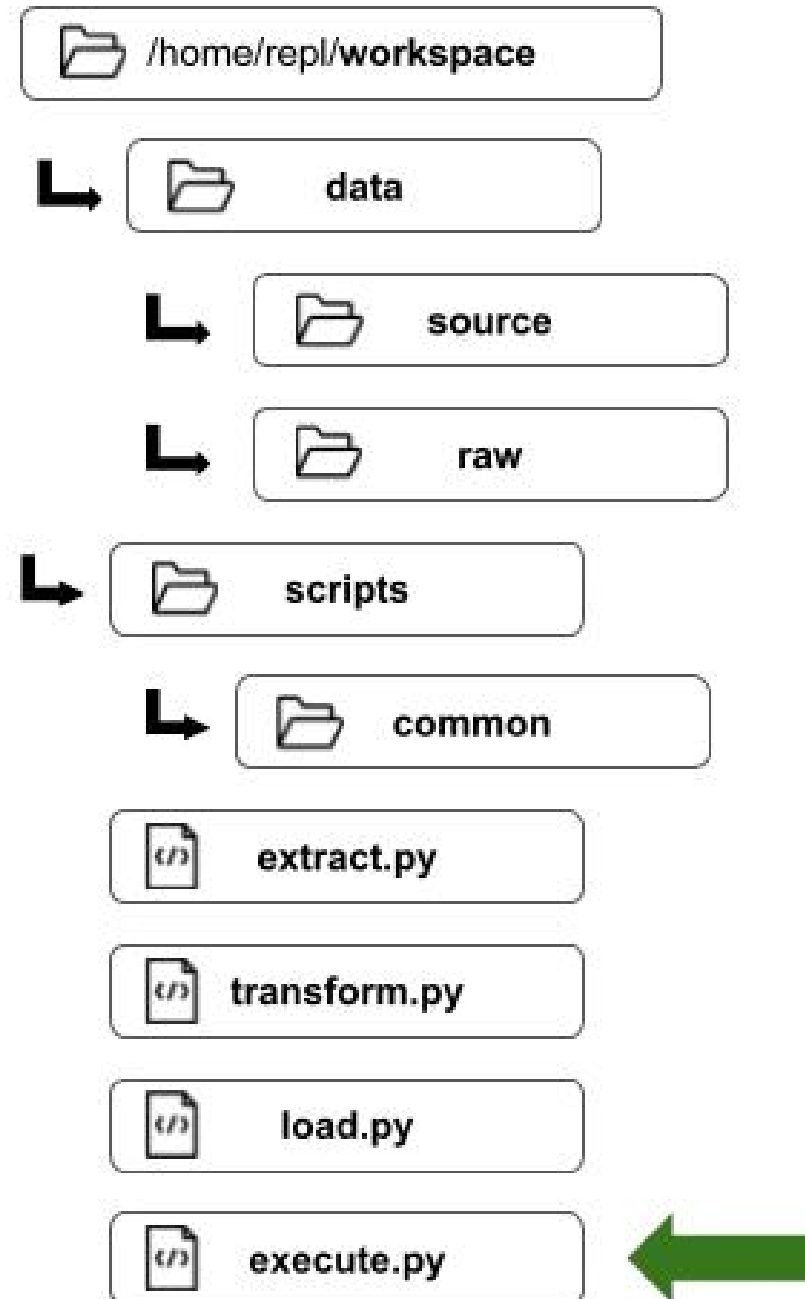 /home/repl/workspace
data
source
raw
scripts
common
</> extract.py
</> transform.py
</> load.py
</> execute.py